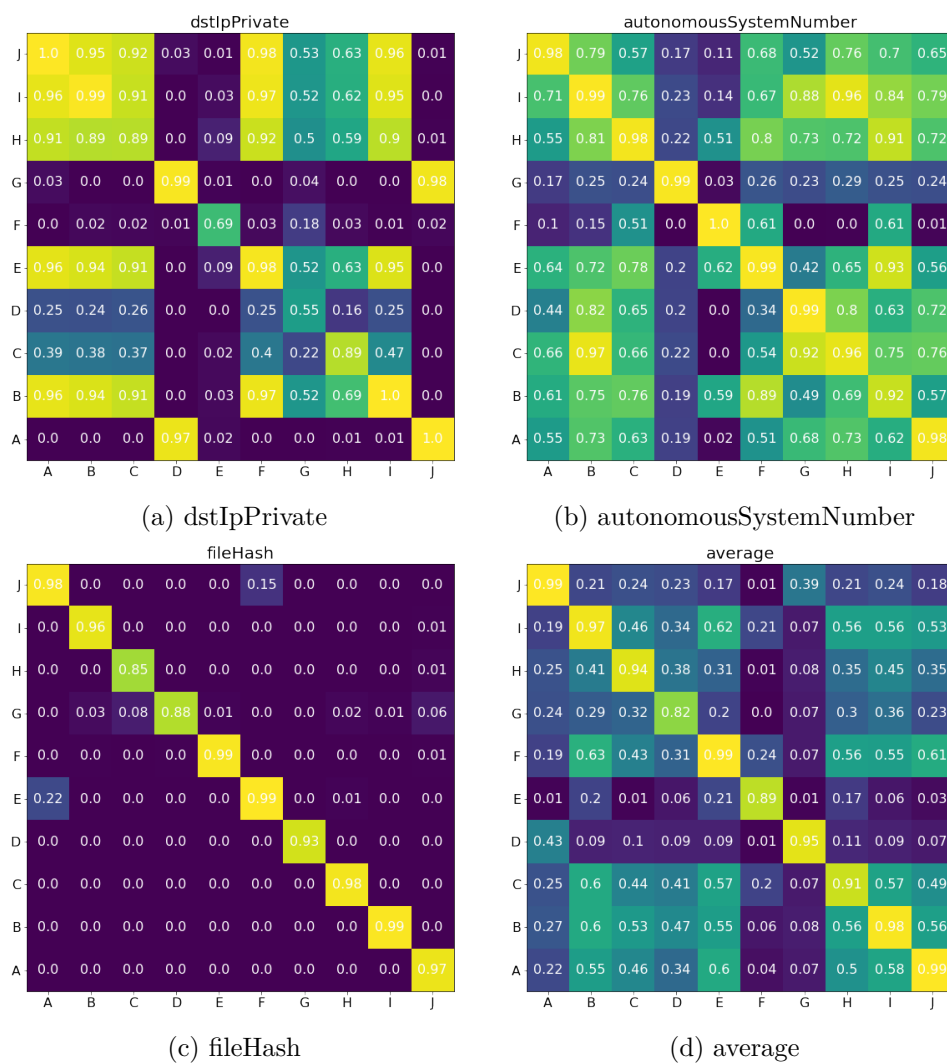 dstIpPrivate
J 1.0 0.95 0.92 0.03 0.01 0.98 0.53 0.63 0.96 0.01
I 0.96 0.99 0.91 0.0 0.03 0.97 0.52 0.62 0.95 0.0
H 0.91 0.89 0.89 0.0 0.09 0.92 0.5 0.59 0.9 0.01
G 0.03 0.0 0.0 0.99 0.01 0.0 0.04 0.0 0.0 0.98
F 0.0 0.02 0.02 0.01 0.69 0.03 0.18 0.03 0.01 0.02
E 0.96 0.94 0.91 0.0 0.09 0.98 0.52 0.63 0.95 0.0
D 0.25 0.24 0.26 0.0 0.0 0.25 0.55 0.16 0.25 0.0
C 0.39 0.38 0.37 0.0 0.02 0.4 0.22 0.89 0.47 0.0
B 0.96 0.94 0.91 0.0 0.03 0.97 0.52 0.69 1.0 0.0
A 0.0 0.0 0.0 0.97 0.02 0.0 0.0 0.01 0.01 1.0
A B C D E F G H I J
(a) dstIpPrivate
autonomousSystemNumber
J 0.98 0.79 0.57 0.17 0.11 0.68 0.52 0.76 0.7 0.65
I 0.71 0.99 0.76 0.23 0.14 0.67 0.88 0.96 0.84 0.79
H 0.55 0.81 0.98 0.22 0.51 0.8 0.73 0.72 0.91 0.72
G 0.17 0.25 0.24 0.99 0.03 0.26 0.23 0.29 0.25 0.24
F 0.1 0.15 0.51 0.0 1.0 0.61 0.0 0.0 0.61 0.01
E 0.64 0.72 0.78 0.2 0.62 0.99 0.42 0.65 0.93 0.56
D 0.44 0.82 0.65 0.2 0.0 0.34 0.99 0.8 0.63 0.72
C 0.66 0.97 0.66 0.22 0.0 0.54 0.92 0.96 0.75 0.76
B 0.61 0.75 0.76 0.19 0.59 0.89 0.49 0.69 0.92 0.57
A 0.55 0.73 0.63 0.19 0.02 0.51 0.68 0.73 0.62 0.98
A B C D E F G H I J
(b) autonomousSystemNumber
fileHash
J 0.98 0.0 0.0 0.0 0.0 0.15 0.0 0.0 0.0 0.0
I 0.0 0.96 0.0 0.0 0.0 0.0 0.0 0.0 0.0 0.01
H 0.0 0.0 0.85 0.0 0.0 0.0 0.0 0.0 0.0 0.01
G 0.0 0.03 0.08 0.88 0.01 0.0 0.0 0.02 0.01 0.06
F 0.0 0.0 0.0 0.0 0.99 0.0 0.0 0.0 0.0 0.01
E 0.22 0.0 0.0 0.0 0.0 0.99 0.0 0.01 0.0 0.0
D 0.0 0.0 0.0 0.0 0.0 0.0 0.93 0.0 0.0 0.0
C 0.0 0.0 0.0 0.0 0.0 0.0 0.0 0.98 0.0 0.0
B 0.0 0.0 0.0 0.0 0.0 0.0 0.0 0.0 0.99 0.0
A 0.0 0.0 0.0 0.0 0.0 0.0 0.0 0.0 0.0 0.97
A B C D E F G H I J
(c) fileHash
average
J 0.99 0.21 0.24 0.23 0.17 0.01 0.39 0.21 0.24 0.18
I 0.19 0.97 0.46 0.34 0.62 0.21 0.07 0.56 0.56 0.53
H 0.25 0.41 0.94 0.38 0.31 0.01 0.08 0.35 0.45 0.35
G 0.24 0.29 0.32 0.82 0.2 0.0 0.07 0.3 0.36 0.23
F 0.19 0.63 0.43 0.31 0.99 0.24 0.07 0.56 0.55 0.61
E 0.01 0.2 0.01 0.06 0.21 0.89 0.01 0.17 0.06 0.03
D 0.43 0.09 0.1 0.09 0.09 0.01 0.95 0.11 0.09 0.07
C 0.25 0.6 0.44 0.41 0.57 0.2 0.07 0.91 0.57 0.49
B 0.27 0.6 0.53 0.47 0.55 0.06 0.08 0.56 0.98 0.56
A 0.22 0.55 0.46 0.34 0.6 0.04 0.07 0.5 0.58 0.99
A B C D E F G H I J
(d) average